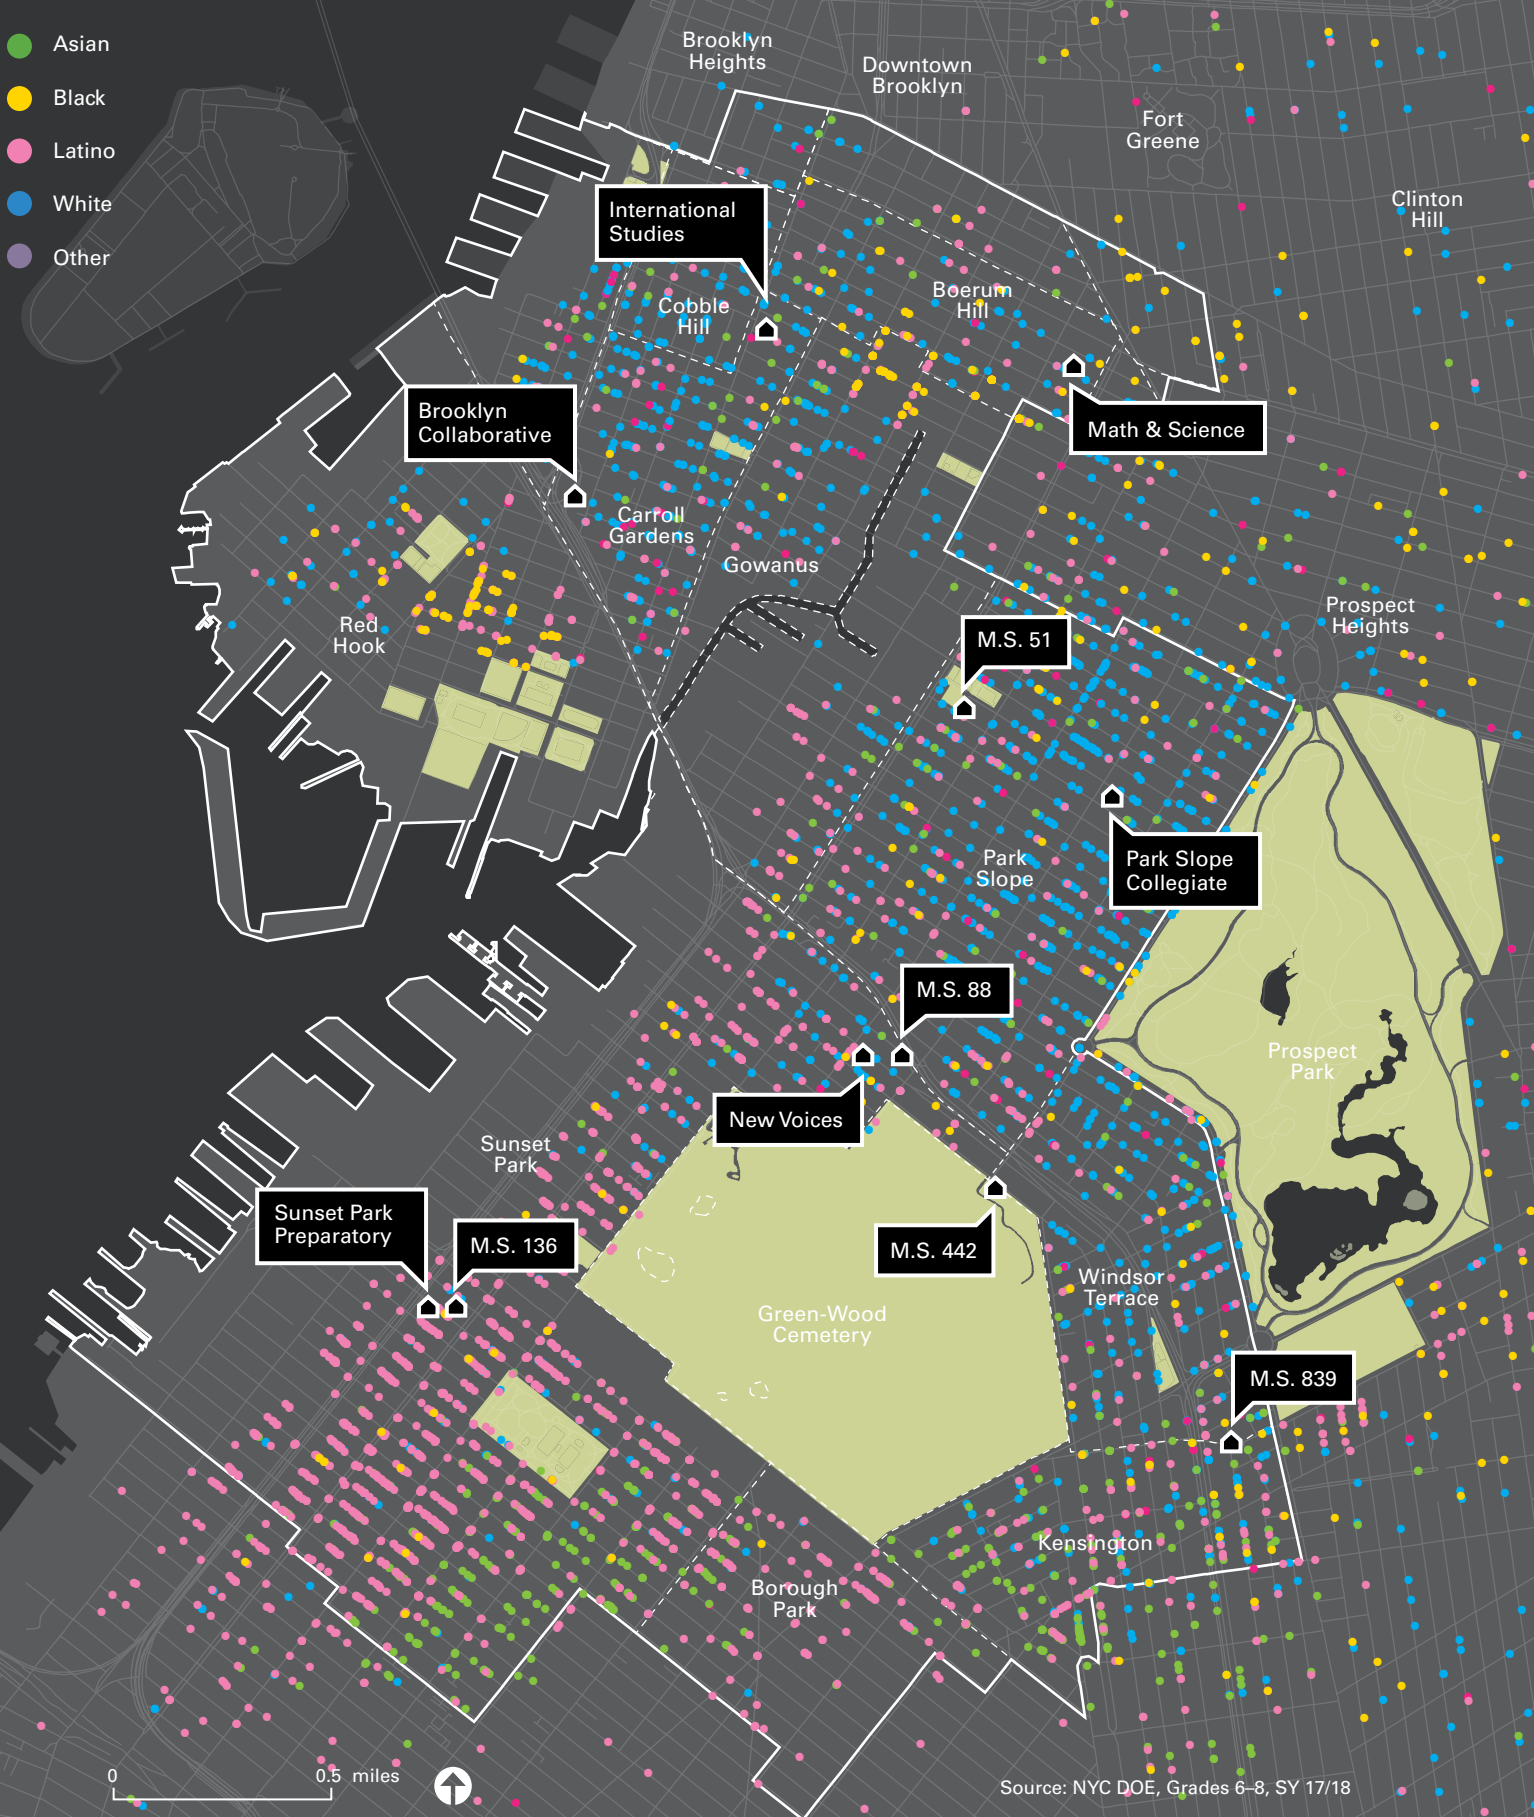 Asian
Black
Latino
White
Other
Brooklyn
Heights
Downtown
Brooklyn
Fort
Greene
Clinton
Hill
International
Studies
Cobble
Hill
Boerum
Hill
Brooklyn
Collaborative
Math & Science
Carroll
Gardens
Gowanus
Red
Hook
M.S. 51
Prospect
Heights
Park
Slope
Park Slope
Collegiate
M.S. 88
Prospect
Park
New Voices
Sunset
Park
Sunset Park
Preparatory
M.S. 136
M.S. 442
Windsor
Terrace
Green-Wood
Cemetery
M.S. 839
Kensington
Borough
Park
0 0.5 miles
Source: NYC DOE, Grades 6–8, SY 17/18